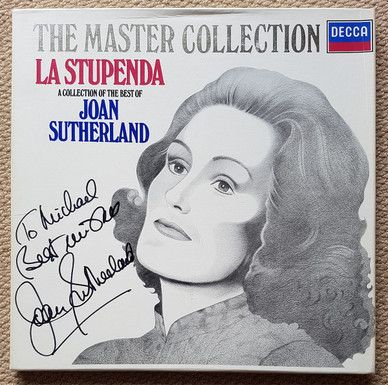 THE MASTER COLLECTION
DECCA
LA STUPENDA
A COLLECTION OF THE BEST OF
JOAN
SUTHERLAND
To Michael
Best wishes
Joan Sutherland